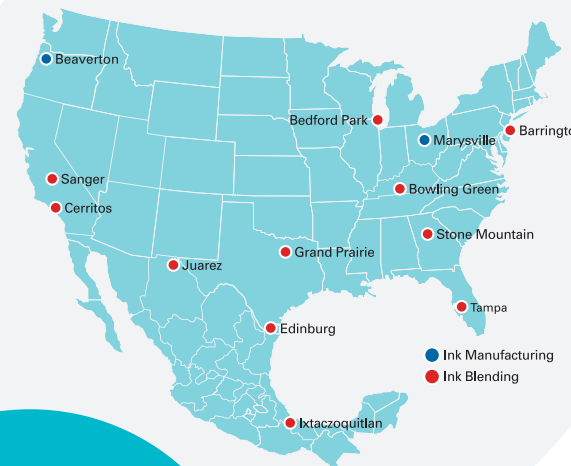 Beaverton
Bedford Park
Marysville
Sanger
Bowling Green
Cerritos
Stone Mountain
Grand Prairie
Juarez
Tampa
Edinburg
Ink Manufacturing
Ink Blending
Ixtaczoquitlan